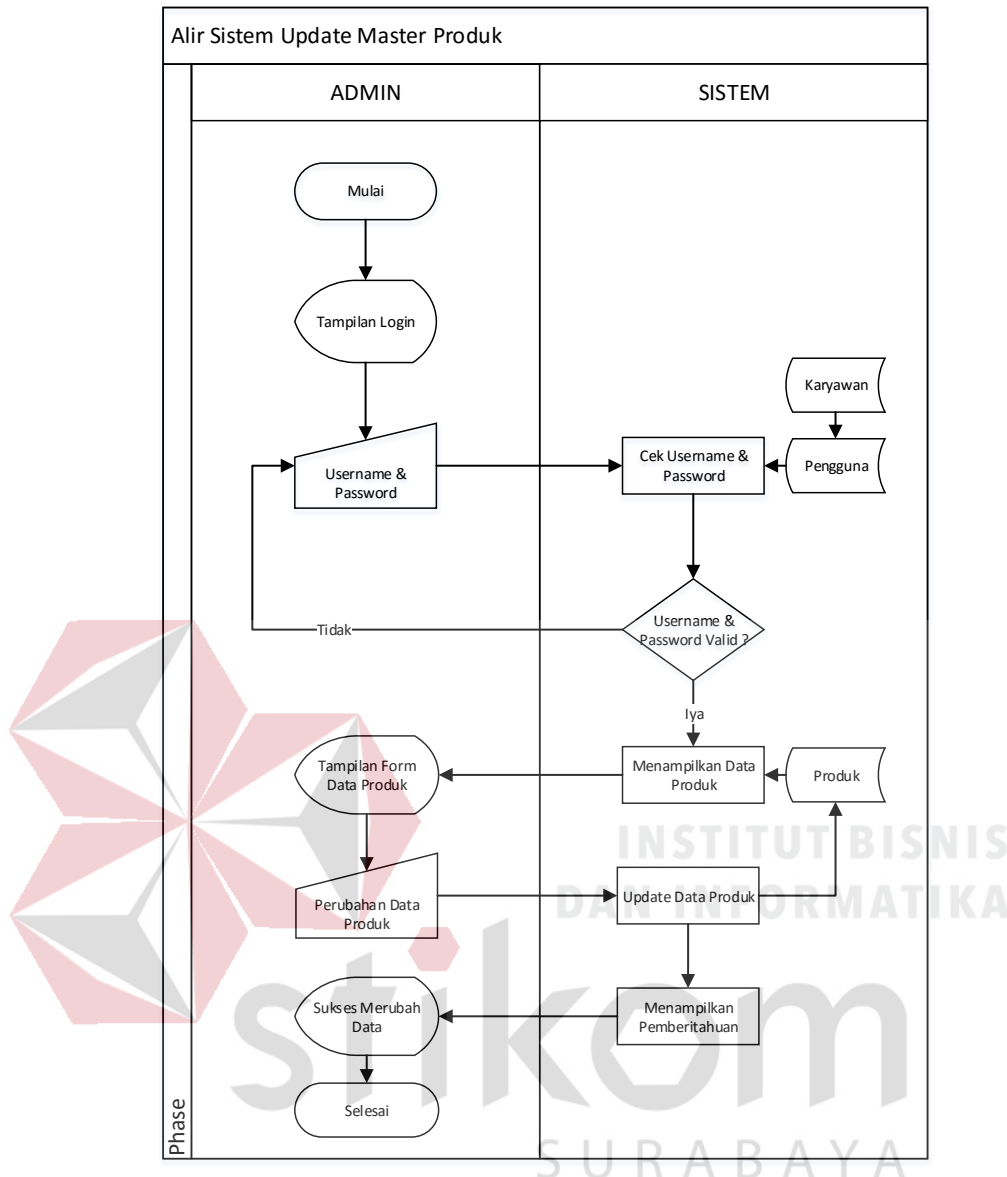 Alir Sistem Update Master Produk
ADMIN
SISTEM
Mulai
Tampilan Login
Karyawan
Username &
Password
Cek Username &
Password
Pengguna
Username &
Password Valid ?
Tidak
Iya
Tampilan Form
Data Produk
Menampilkan Data
Produk
Produk
Perubahan Data
Produk
Update Data Produk
Sukses Merubah
Data
Menampilkan
Pemberitahuan
Selesai
Phase
INSTITUT BISNIS
DAN INFORMATIKA
stikom
SURABAYA